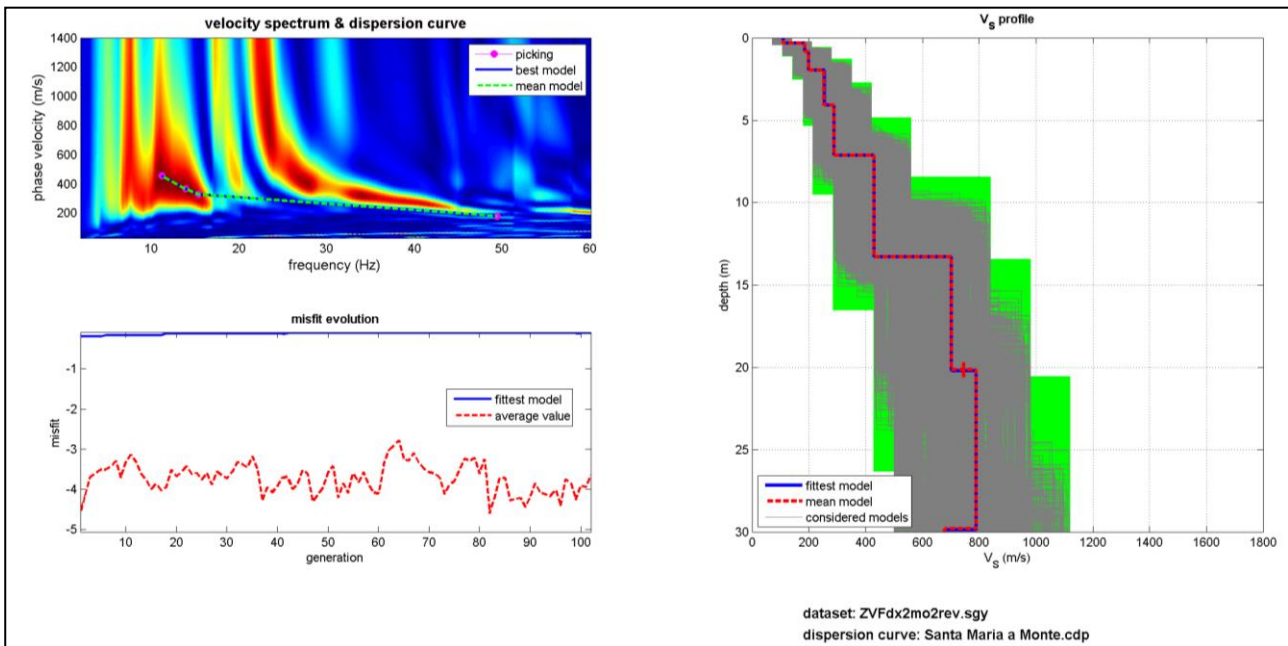 velocity spectrum & dispersion curve
1400
1200
1000
800
600
400
200
phase velocity (m/s)
picking
best model
mean model
10 20 30 40 50 60
frequency (Hz)
misfit evolution
-1
-2
-3
-4
-5
misfit
fittest model
average value
10 20 30 40 50 60 70 80 90 100
generation
VS profile
0
5
10
15
20
25
30
depth (m)
fittest model
mean model
considered models
0 200 400 600 800 1000 1200 1400 1600 1800
VS (m/s)
dataset: ZVFdx2mo2rev.sgy
dispersion curve: Santa Maria a Monte.cdp